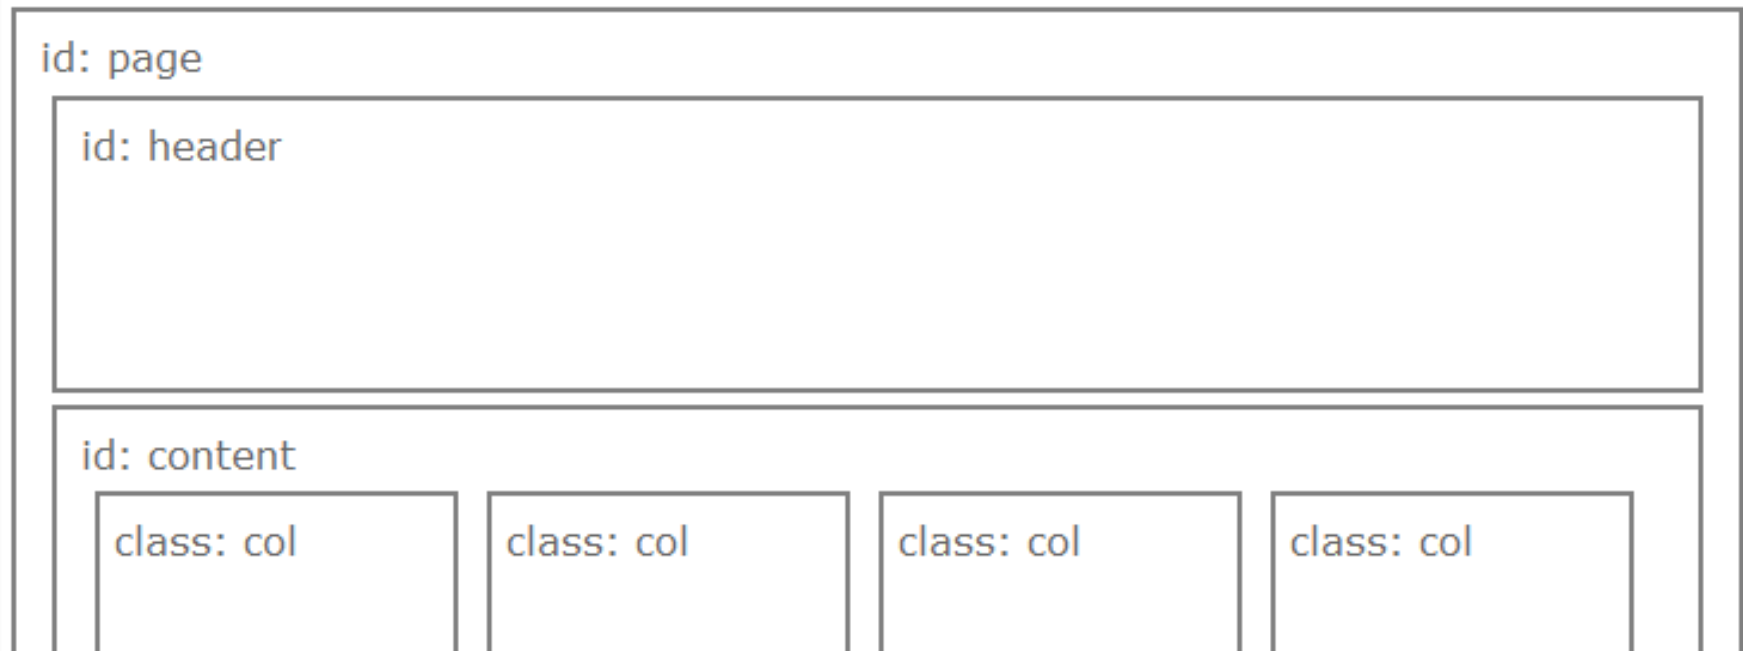 id: page
id: header
id: content
class: col class: col class: col class: col